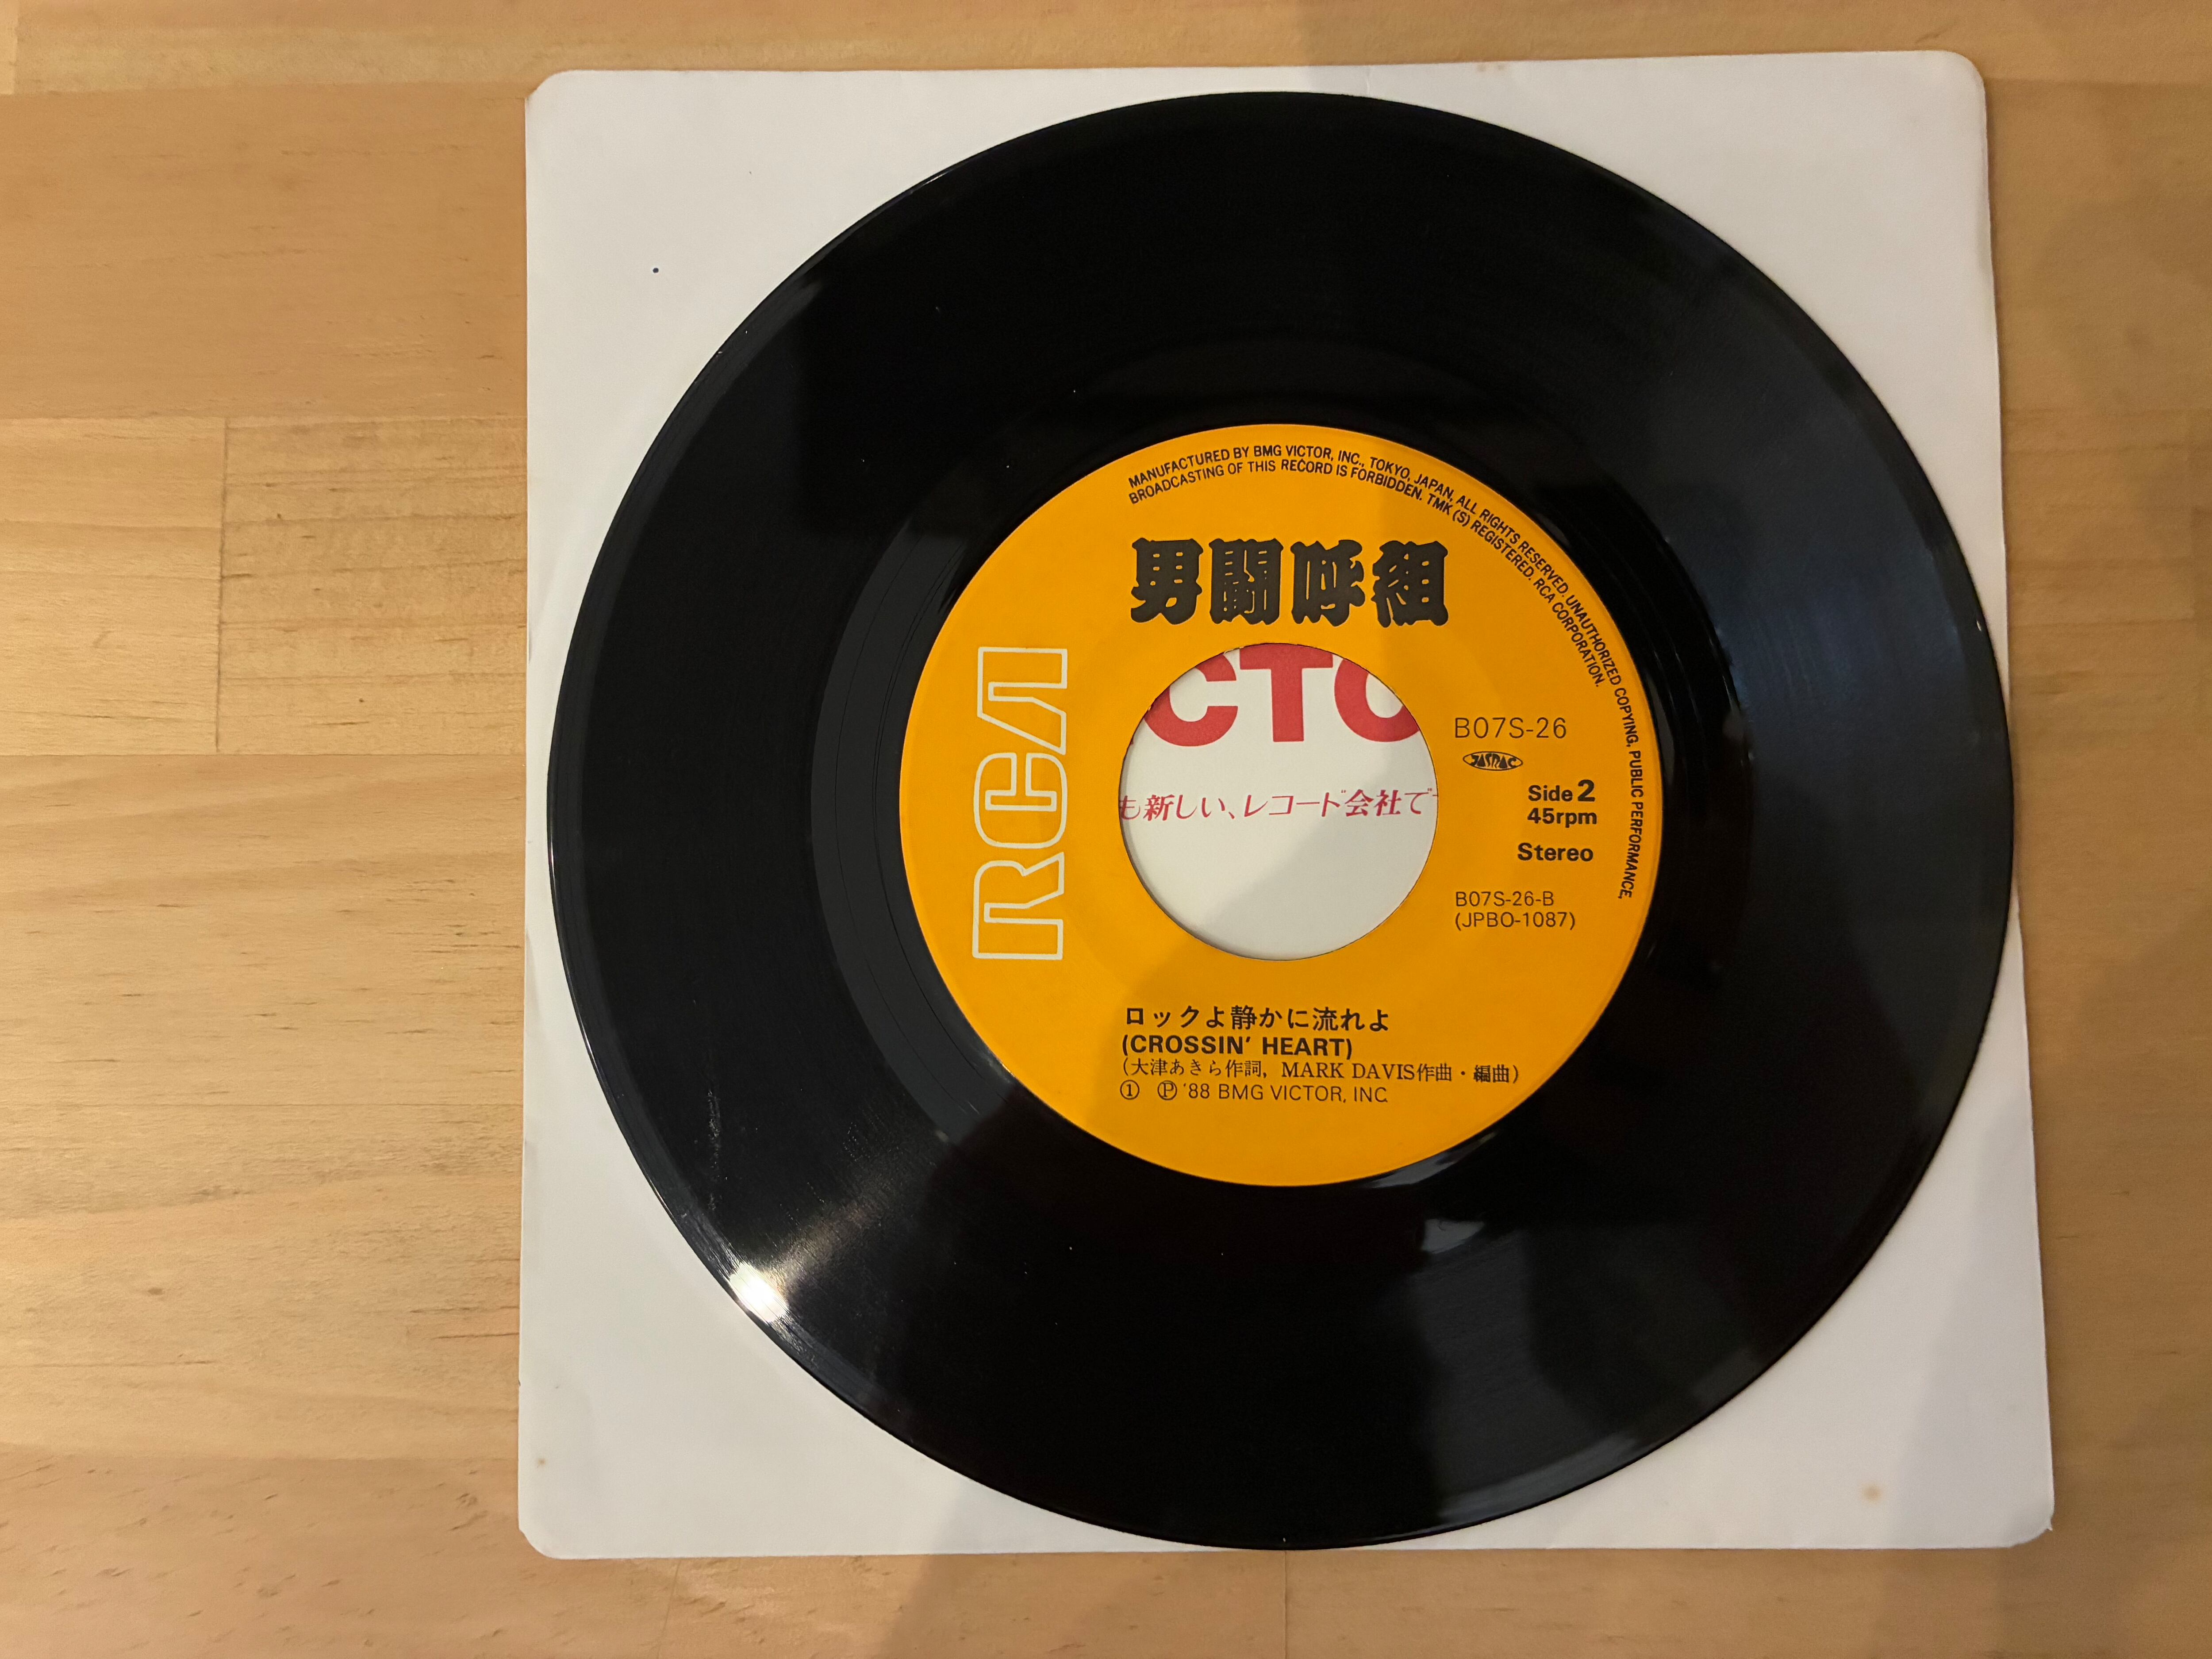 MANUFACTURED BY BMG VICTOR, INC., TOKYO, JAPAN, ALL RIGHTS RESERVED. UNAUTHORIZED COPYING, PUBLIC PERFORMANCE,
BROADCASTING OF THIS RECORD IS FORBIDDEN. TMK (S) REGISTERED. RCA CORPORATION.
男闘呼組
RCA
CTO
も新しい、レコード会社で
B07S-26
JASRAC
Side 2
45rpm
Stereo
B07S-26-B
(JPBO-1087)
ロックよ静かに流れよ
(CROSSIN' HEART)
(大津あきら作詞, MARK DAVIS作曲・編曲)
① Ⓟ '88 BMG VICTOR, INC